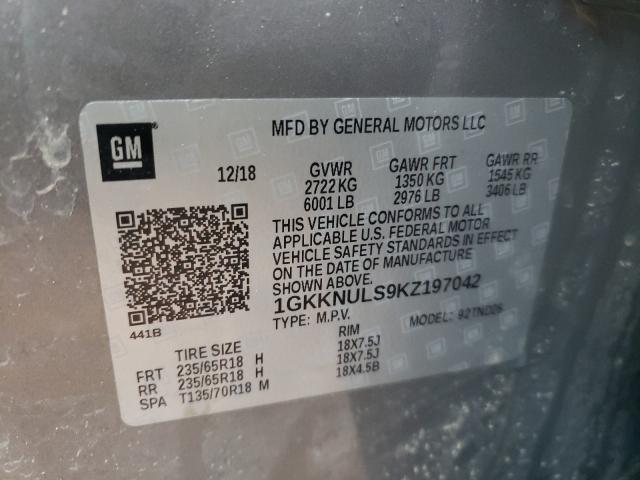 GM
MFD BY GENERAL MOTORS LLC
12/18 GVWR GAWR FRT GAWR RR
2722 KG 1350 KG 1545 KG
6001 LB 2976 LB 3406 LB
THIS VEHICLE CONFORMS TO ALL
APPLICABLE U.S. FEDERAL MOTOR
VEHICLE SAFETY STANDARDS IN EFFECT
ON THE DATE OF MANUFACTURE
SHOWN ABOVE.
1GKKNULS9KZ197042
TYPE: M.P.V. MODEL: 92TND26
441B
TIRE SIZE RIM
FRT 235/65R18 H 18X7.5J
RR 235/65R18 H 18X7.5J
SPA T135/70R18 M 18X4.5B